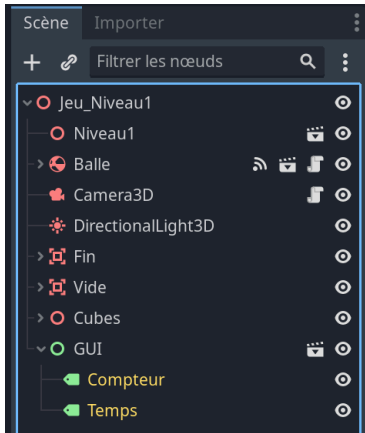 Scène Importer
Filtrer les nœuds
Jeu_Niveau1
Niveau1
Balle
Camera3D
DirectionalLight3D
Fin
Vide
Cubes
GUI
Compteur
Temps